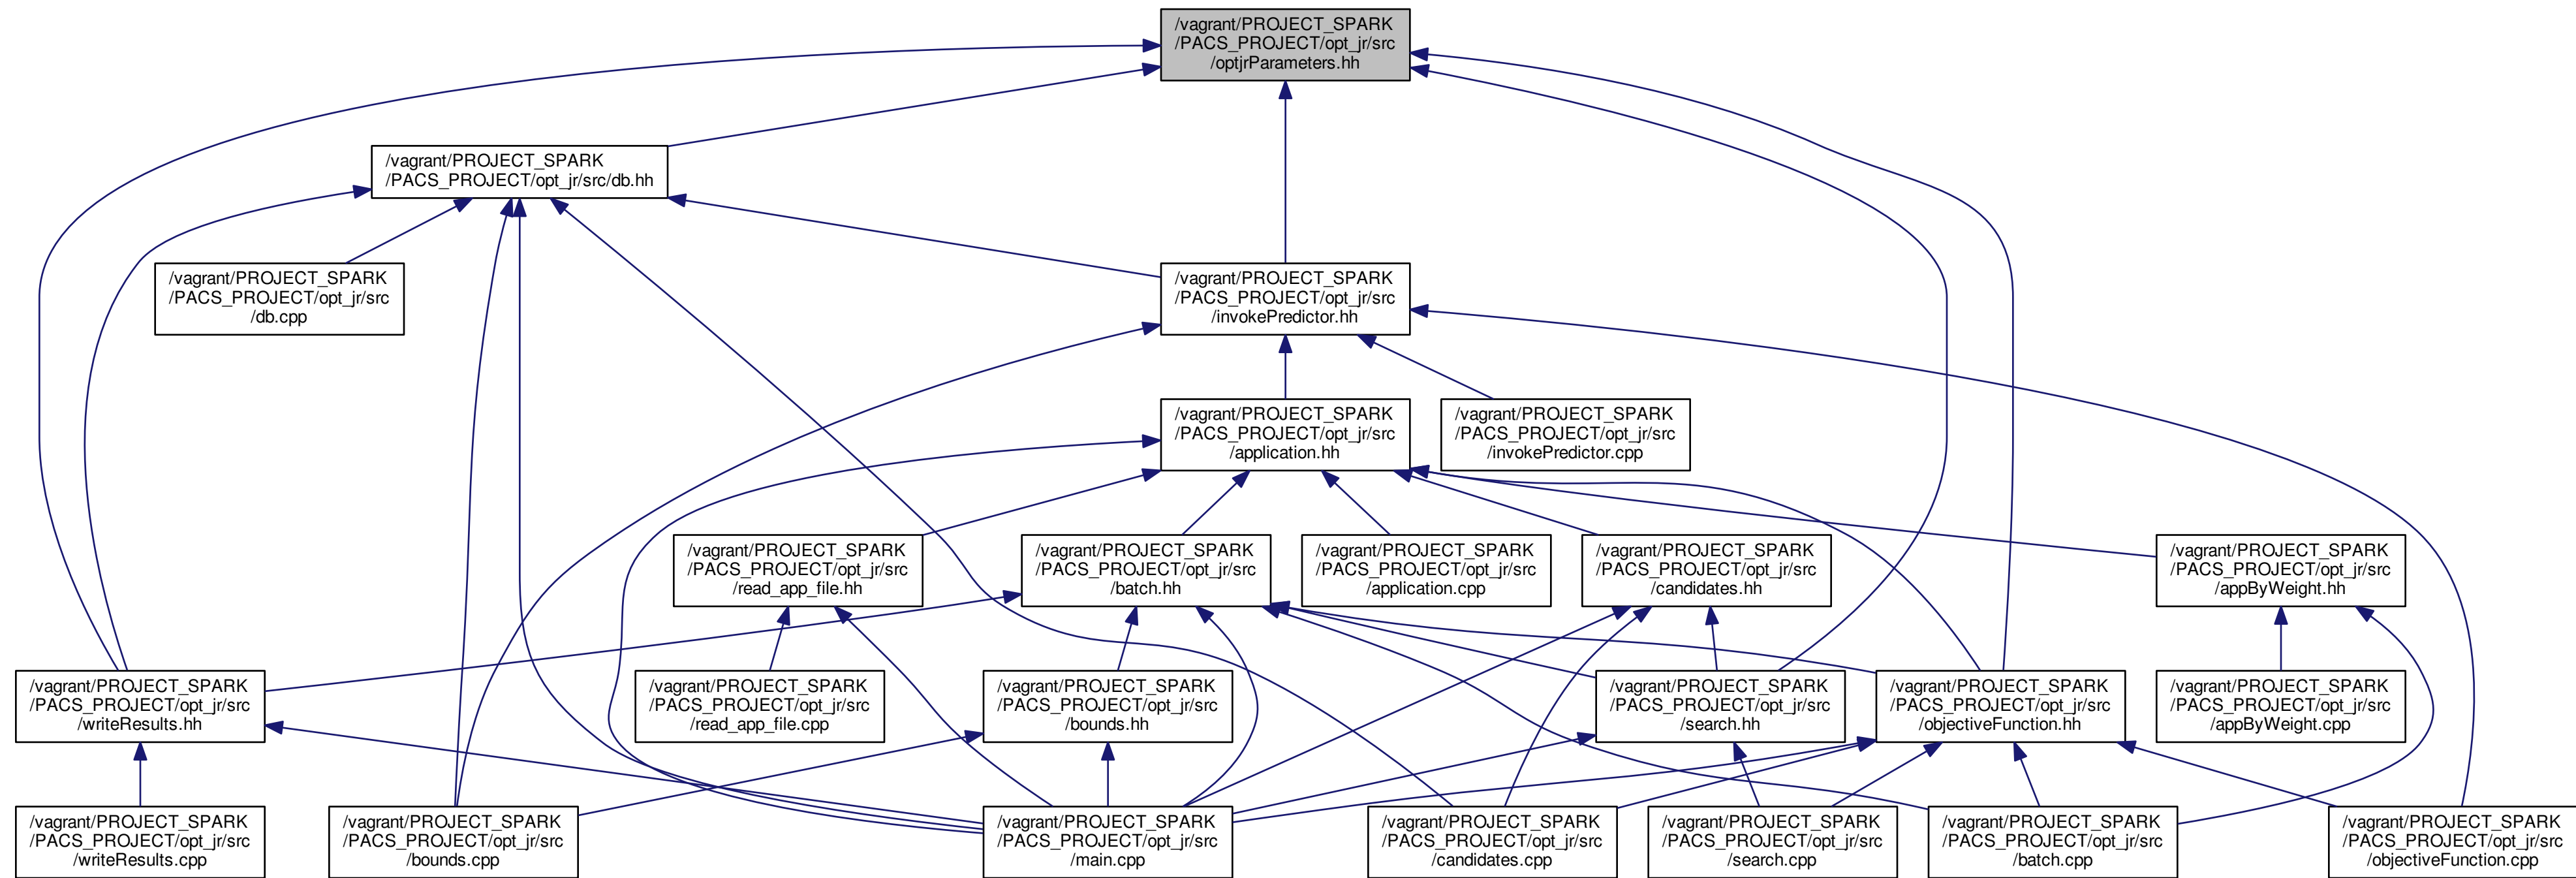 /vagrant/PROJECT_SPARK
/PACS_PROJECT/opt_jr/src
/optjrParameters.hh
/vagrant/PROJECT_SPARK
/PACS_PROJECT/opt_jr/src/db.hh
/vagrant/PROJECT_SPARK
/PACS_PROJECT/opt_jr/src
/db.cpp
/vagrant/PROJECT_SPARK
/PACS_PROJECT/opt_jr/src
/invokePredictor.hh
/vagrant/PROJECT_SPARK
/PACS_PROJECT/opt_jr/src
/application.hh
/vagrant/PROJECT_SPARK
/PACS_PROJECT/opt_jr/src
/invokePredictor.cpp
/vagrant/PROJECT_SPARK
/PACS_PROJECT/opt_jr/src
/read_app_file.hh
/vagrant/PROJECT_SPARK
/PACS_PROJECT/opt_jr/src
/batch.hh
/vagrant/PROJECT_SPARK
/PACS_PROJECT/opt_jr/src
/application.cpp
/vagrant/PROJECT_SPARK
/PACS_PROJECT/opt_jr/src
/candidates.hh
/vagrant/PROJECT_SPARK
/PACS_PROJECT/opt_jr/src
/appByWeight.hh
/vagrant/PROJECT_SPARK
/PACS_PROJECT/opt_jr/src
/writeResults.hh
/vagrant/PROJECT_SPARK
/PACS_PROJECT/opt_jr/src
/read_app_file.cpp
/vagrant/PROJECT_SPARK
/PACS_PROJECT/opt_jr/src
/bounds.hh
/vagrant/PROJECT_SPARK
/PACS_PROJECT/opt_jr/src
/search.hh
/vagrant/PROJECT_SPARK
/PACS_PROJECT/opt_jr/src
/objectiveFunction.hh
/vagrant/PROJECT_SPARK
/PACS_PROJECT/opt_jr/src
/appByWeight.cpp
/vagrant/PROJECT_SPARK
/PACS_PROJECT/opt_jr/src
/writeResults.cpp
/vagrant/PROJECT_SPARK
/PACS_PROJECT/opt_jr/src
/bounds.cpp
/vagrant/PROJECT_SPARK
/PACS_PROJECT/opt_jr/src
/main.cpp
/vagrant/PROJECT_SPARK
/PACS_PROJECT/opt_jr/src
/candidates.cpp
/vagrant/PROJECT_SPARK
/PACS_PROJECT/opt_jr/src
/search.cpp
/vagrant/PROJECT_SPARK
/PACS_PROJECT/opt_jr/src
/batch.cpp
/vagrant/PROJECT_SPARK
/PACS_PROJECT/opt_jr/src
/objectiveFunction.cpp